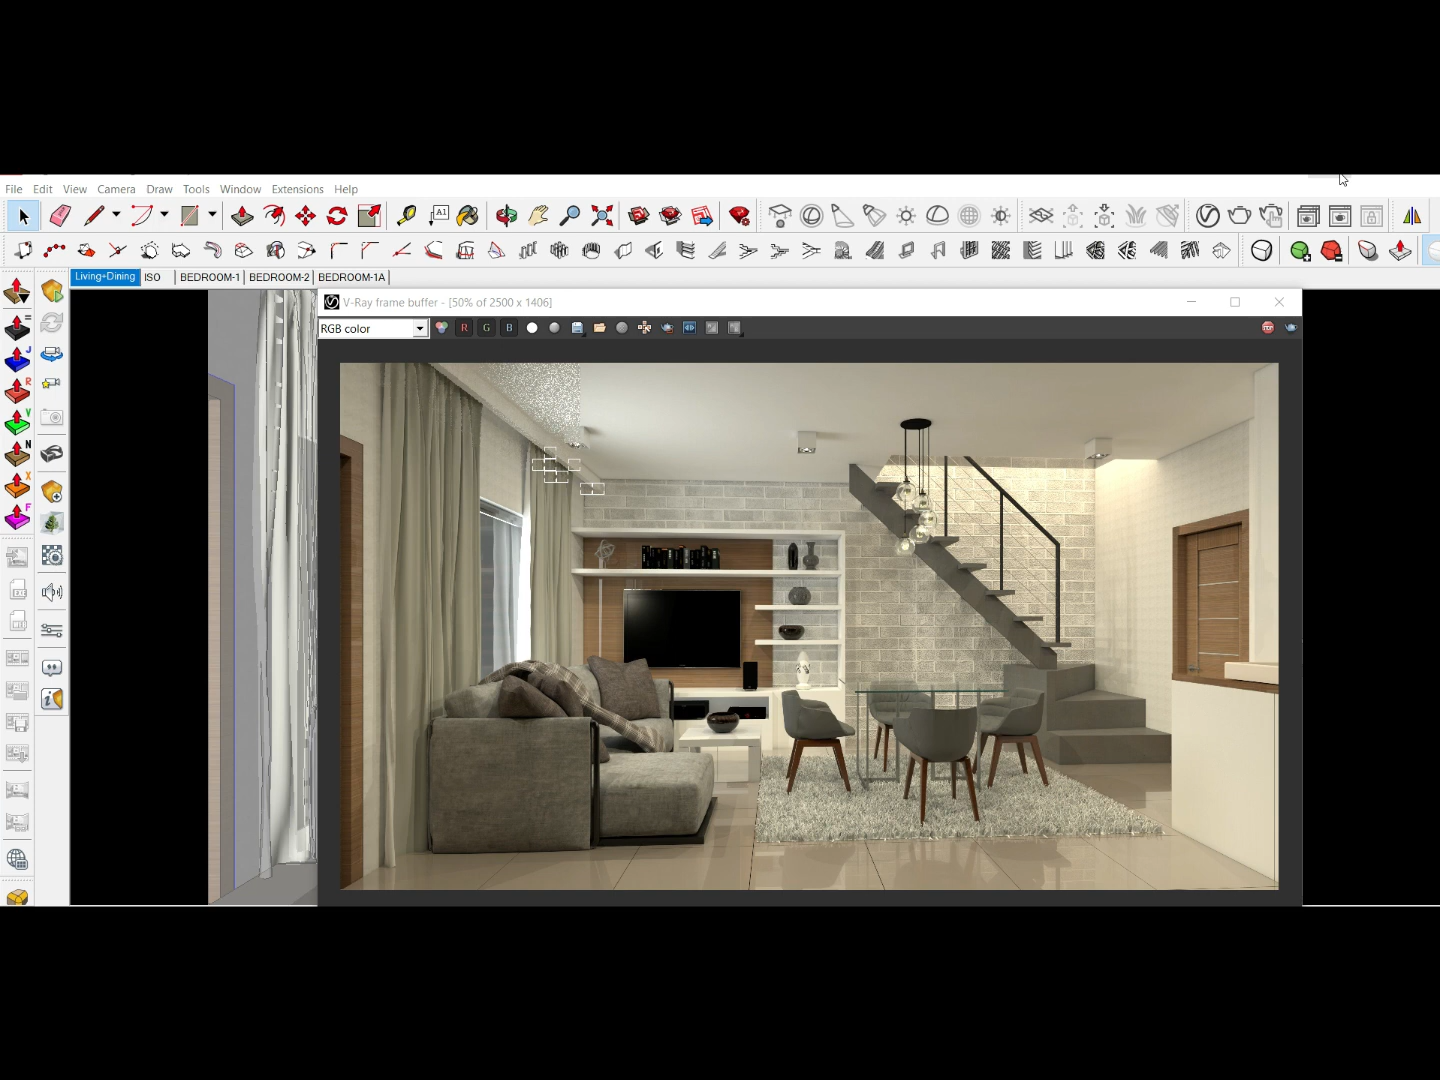 File Edit View Camera Draw Tools Window Extensions Help
A1
Living+Dining ISO BEDROOM-1 BEDROOM-2 BEDROOM-1A
V-Ray frame buffer - [50% of 2500 x 1406]
RGB color R G B
=
J
R
V
N
X
F